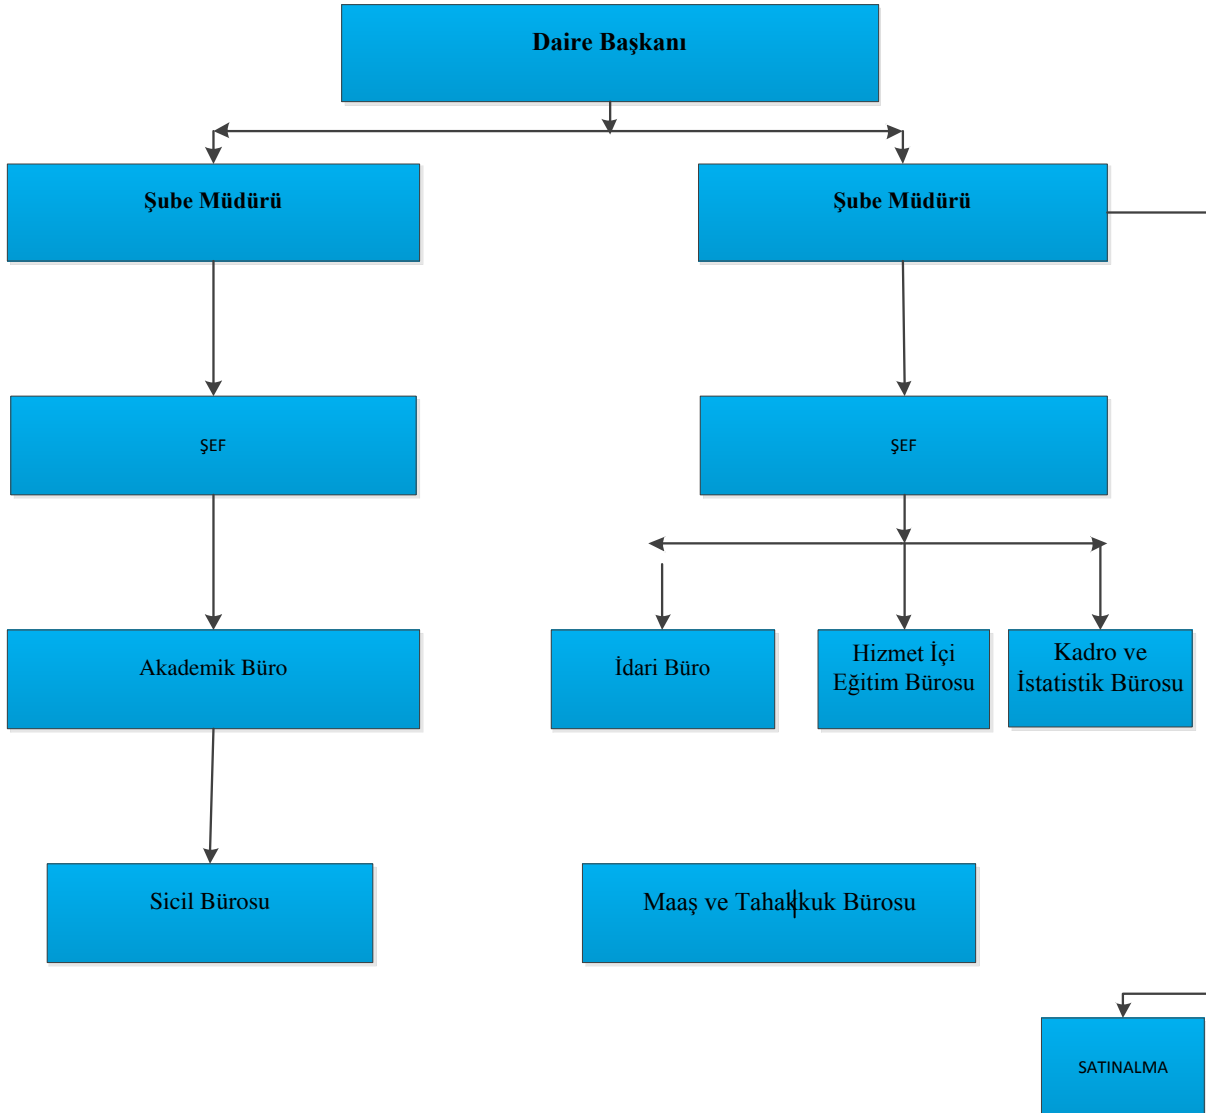 Daire Başkanı
Şube Müdürü
Şube Müdürü
ŞEF
ŞEF
Akademik Büro
İdari Büro
Hizmet İçi
Eğitim Bürosu
Kadro ve
İstatistik Bürosu
Sicil Bürosu
Maaş ve Tahakkuk Bürosu
SATINALMA